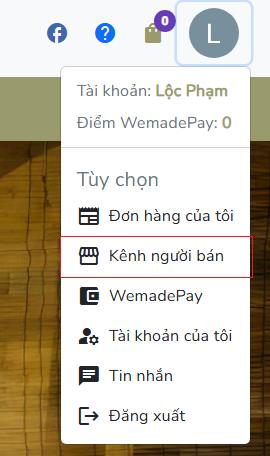 0
L
Tài khoản: Lộc Phạm
Điểm WemadePay: 0
Tùy chọn
Đơn hàng của tôi
Kênh người bán
WemadePay
Tài khoản của tôi
Tin nhắn
Đăng xuất